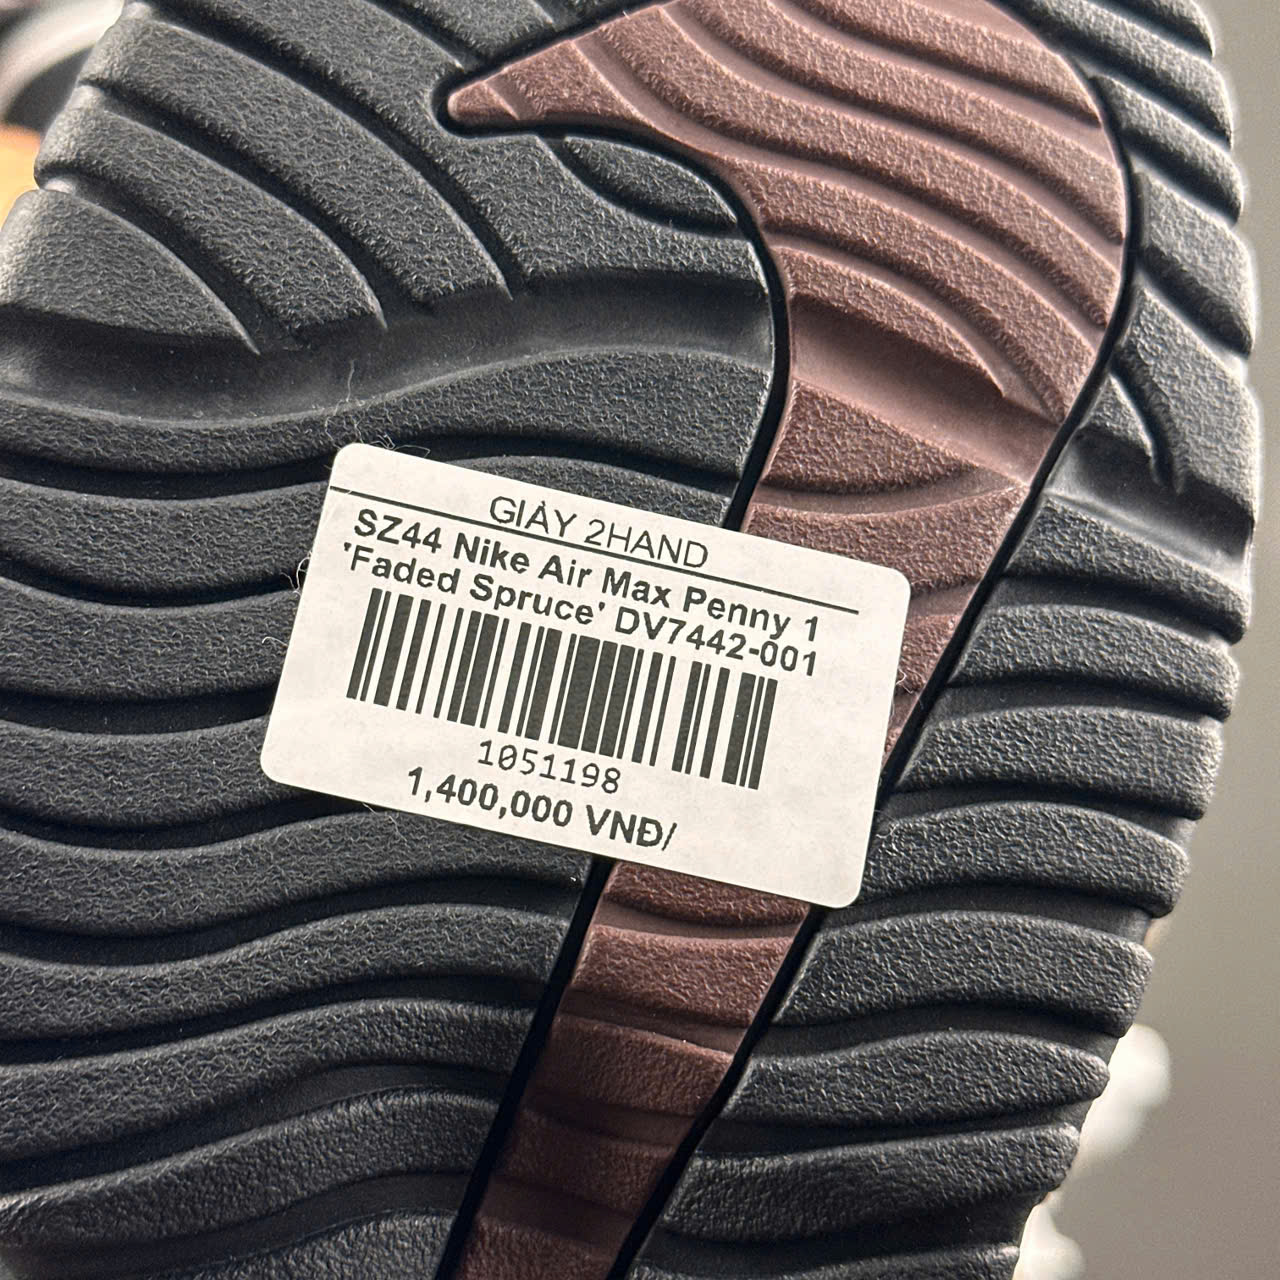 GIÀY 2HAND
SZ44 Nike Air Max Penny 1
'Faded Spruce' DV7442-001
1051198
1,400,000 VNĐ/